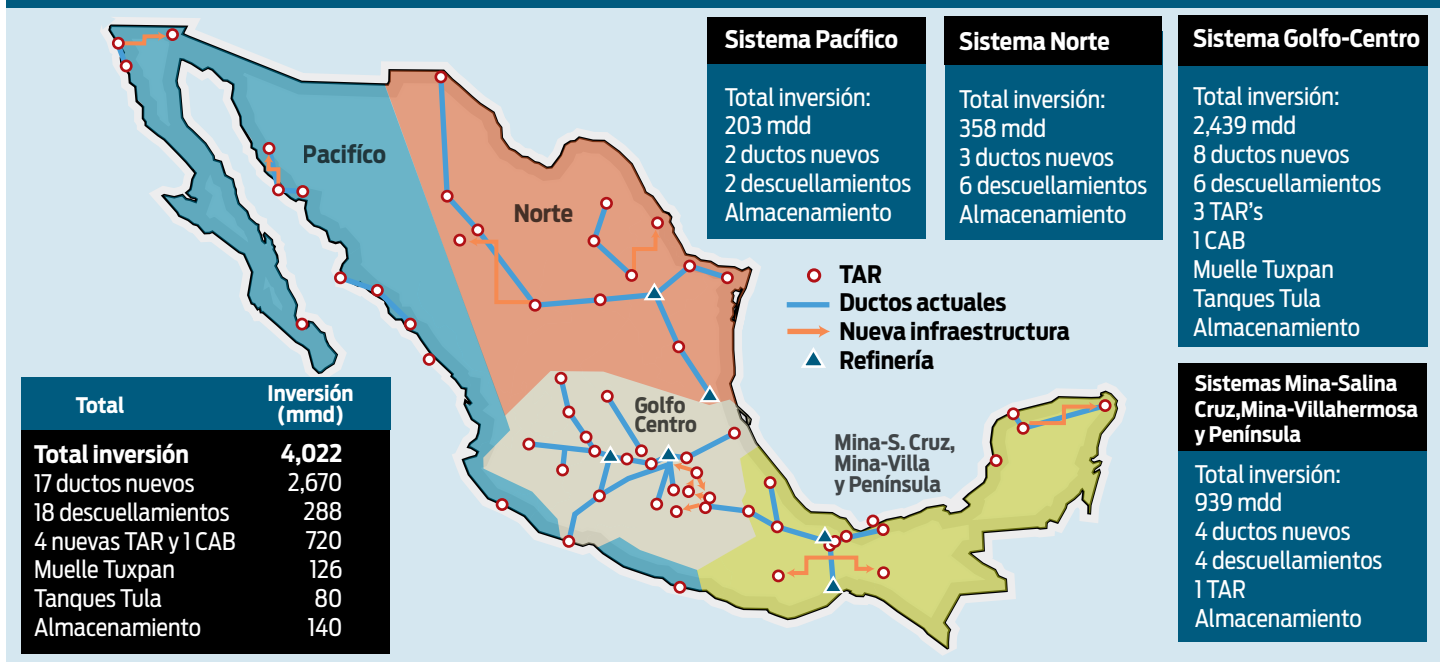 Sistema Pacífico
Total inversión:
203 mdd
2 ductos nuevos
2 descuellamientos
Almacenamiento
Sistema Norte
Total inversión:
358 mdd
3 ductos nuevos
6 descuellamientos
Almacenamiento
Sistema Golfo-Centro
Total inversión:
2,439 mdd
8 ductos nuevos
6 descuellamientos
3 TAR’s
1 CAB
Muelle Tuxpan
Tanques Tula
Almacenamiento
Pacifíco
Norte
Golfo
Centro
Mina-S. Cruz,
Mina-Villa
y Península
TAR
Ductos actuales
Nueva infraestructura
Refinería
Total Inversión
(mmd)
Total inversión 4,022
17 ductos nuevos 2,670
18 descuellamientos 288
4 nuevas TAR y 1 CAB 720
Muelle Tuxpan 126
Tanques Tula 80
Almacenamiento 140
Sistemas Mina-Salina
Cruz,Mina-Villahermosa
y Península
Total inversión:
939 mdd
4 ductos nuevos
4 descuellamientos
1 TAR
Almacenamiento